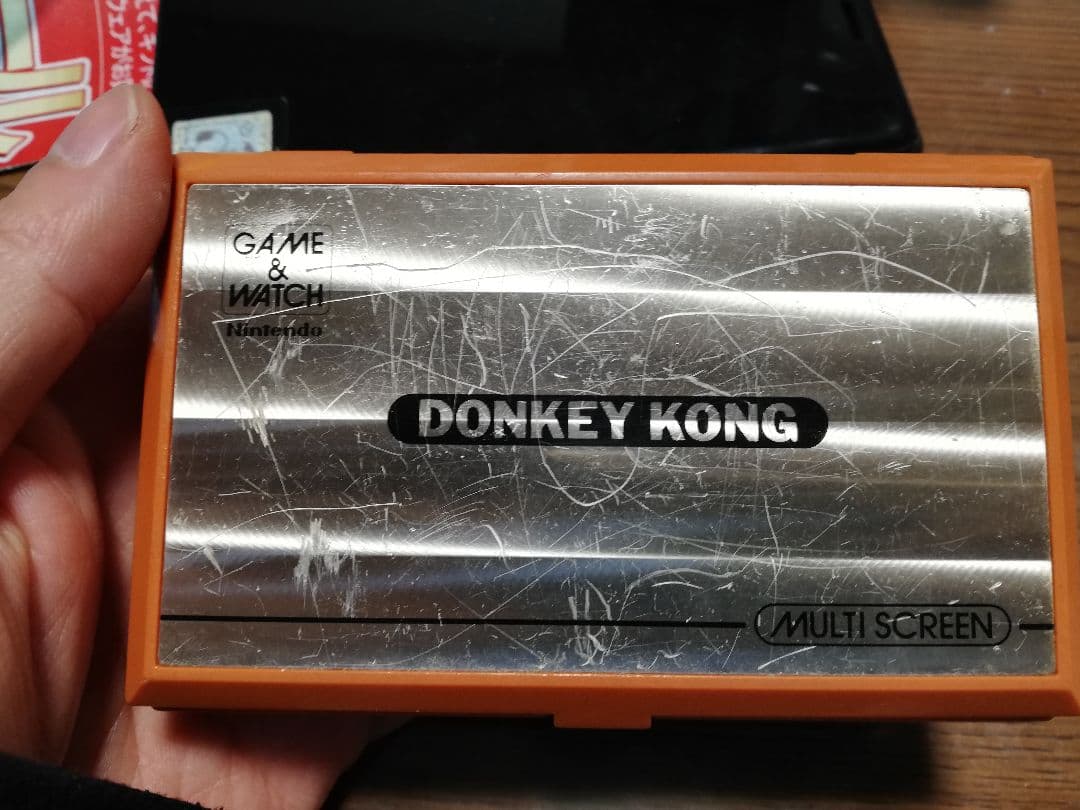 GAME
&
WATCH
Nintendo
DONKEY KONG
MULTI SCREEN